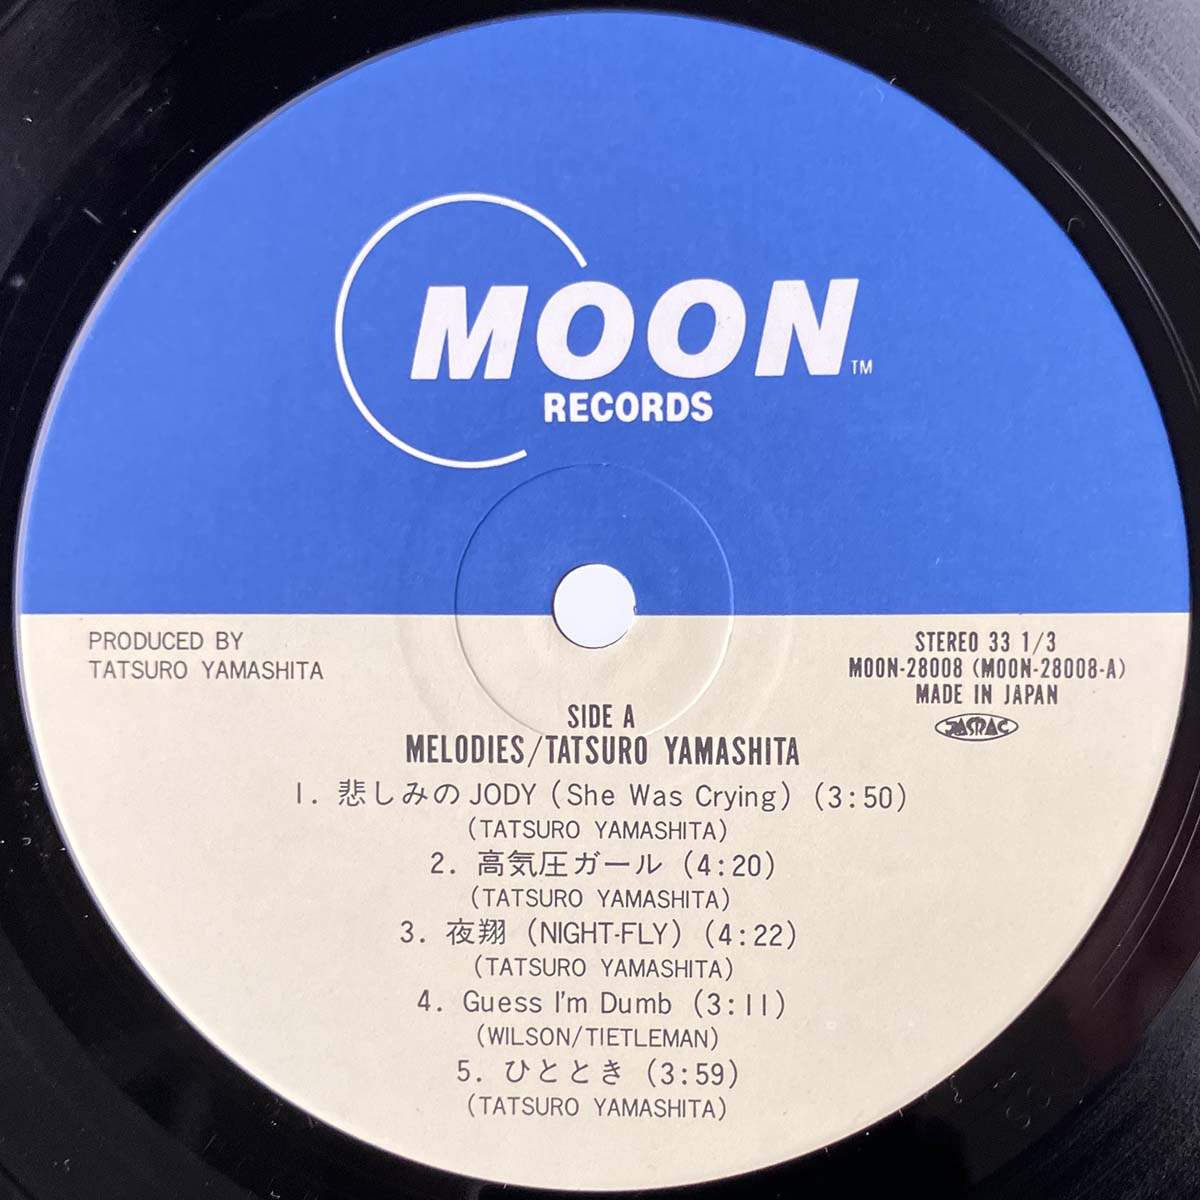 MOON™
RECORDS
PRODUCED BY
TATSURO YAMASHITA
STEREO 33 1/3
MOON-28008 (MOON-28008-A)
MADE IN JAPAN
JASRAC
SIDE A
MELODIES/TATSURO YAMASHITA
1. 悲しみのJODY (She Was Crying) (3:50)
(TATSURO YAMASHITA)
2. 高気圧ガール (4:20)
(TATSURO YAMASHITA)
3. 夜翔 (NIGHT-FLY) (4:22)
(TATSURO YAMASHITA)
4. Guess I'm Dumb (3:11)
(WILSON/TIETLEMAN)
5. ひととき (3:59)
(TATSURO YAMASHITA)